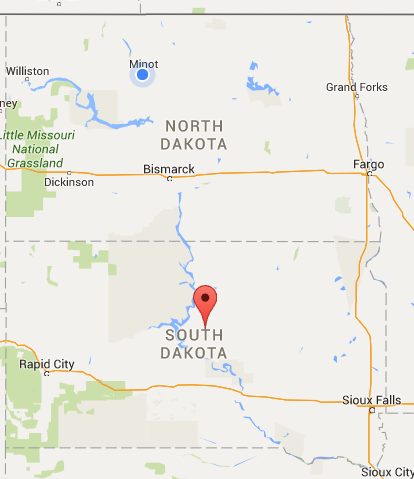 Williston
Minot
Grand Forks
ney
Little Missouri
National
Grassland
NORTH
DAKOTA
Dickinson
Bismarck
Fargo
SOUTH
DAKOTA
Rapid City
Sioux Falls
Sioux City